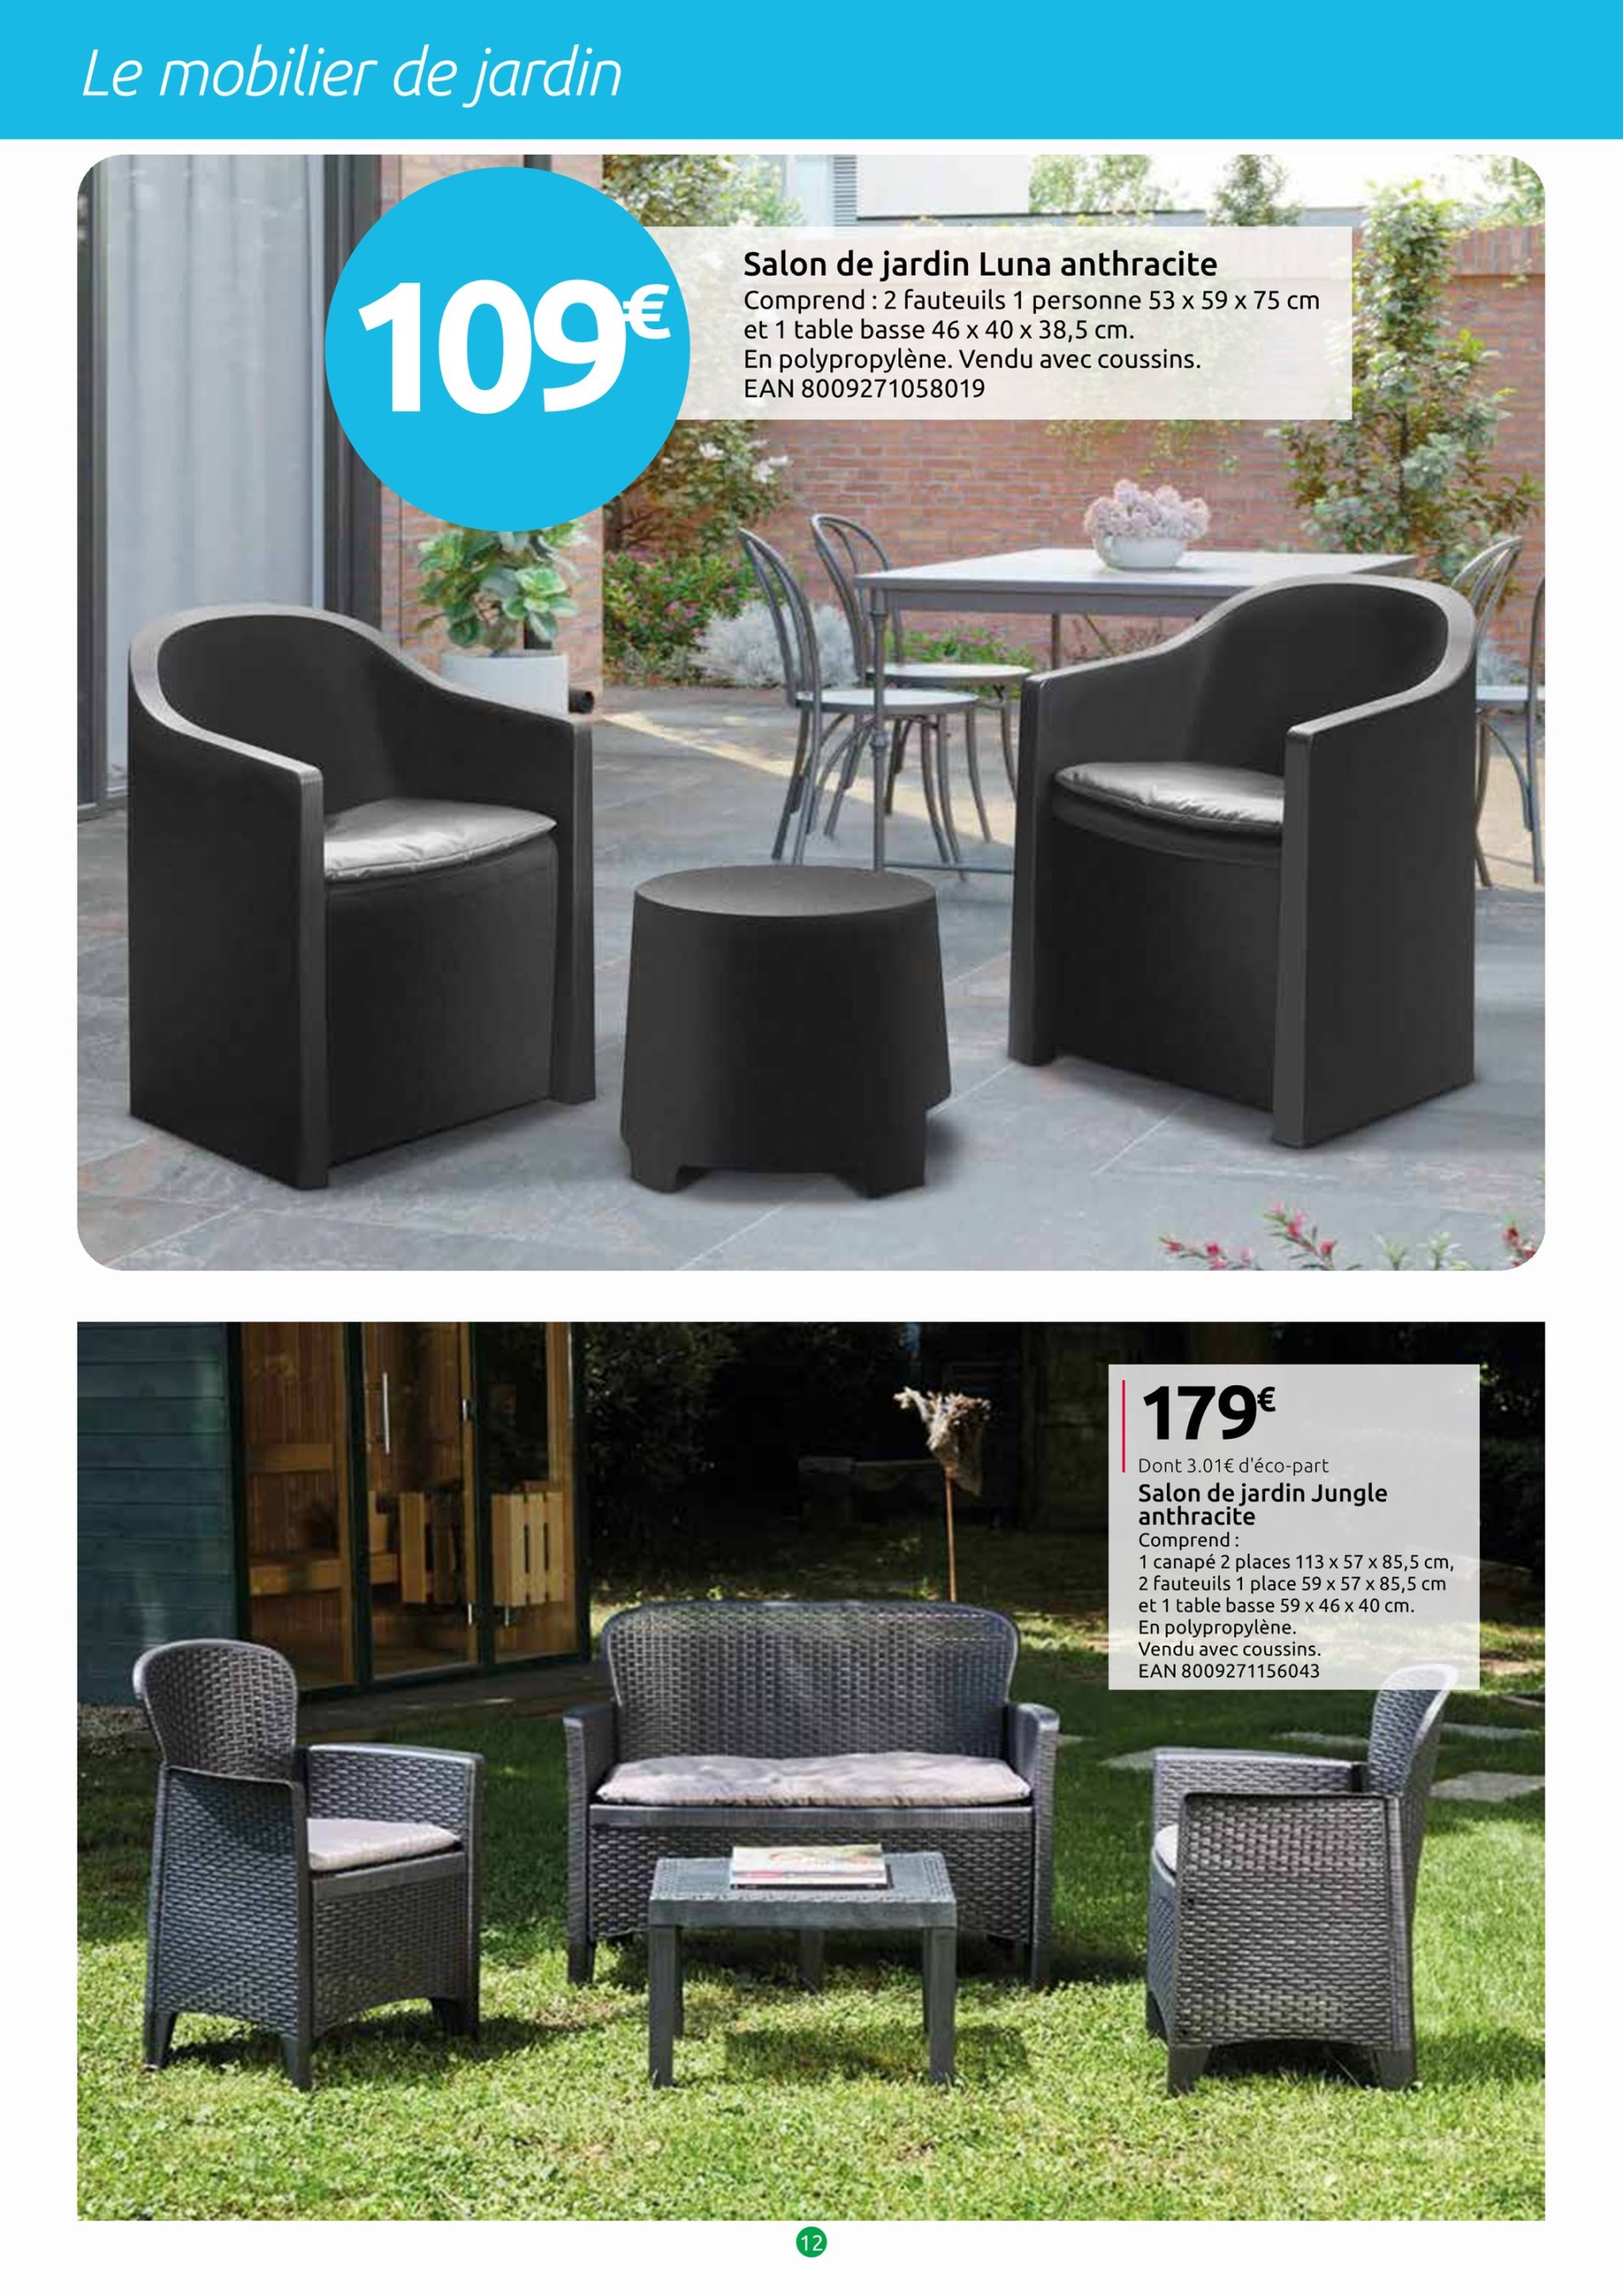 Le mobilier de jardin
109€
Salon de jardin Luna anthracite
Comprend : 2 fauteuils 1 personne 53 x 59 x 75 cm
et 1 table basse 46 x 40 x 38,5 cm.
En polypropylène. Vendu avec coussins.
EAN 8009271058019
179€
Dont 3.01€ d'éco-part
Salon de jardin Jungle
anthracite
Comprend :
1 canapé 2 places 113 x 57 x 85,5 cm,
2 fauteuils 1 place 59 x 57 x 85,5 cm
et 1 table basse 59 x 46 x 40 cm.
En polypropylène.
Vendu avec coussins.
EAN 8009271156043
12